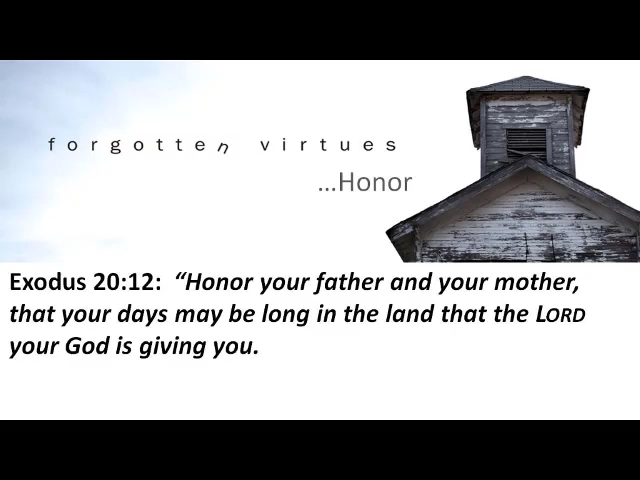 forgotten virtues
...Honor
Exodus 20:12: “Honor your father and your mother,
that your days may be long in the land that the LORD
your God is giving you.